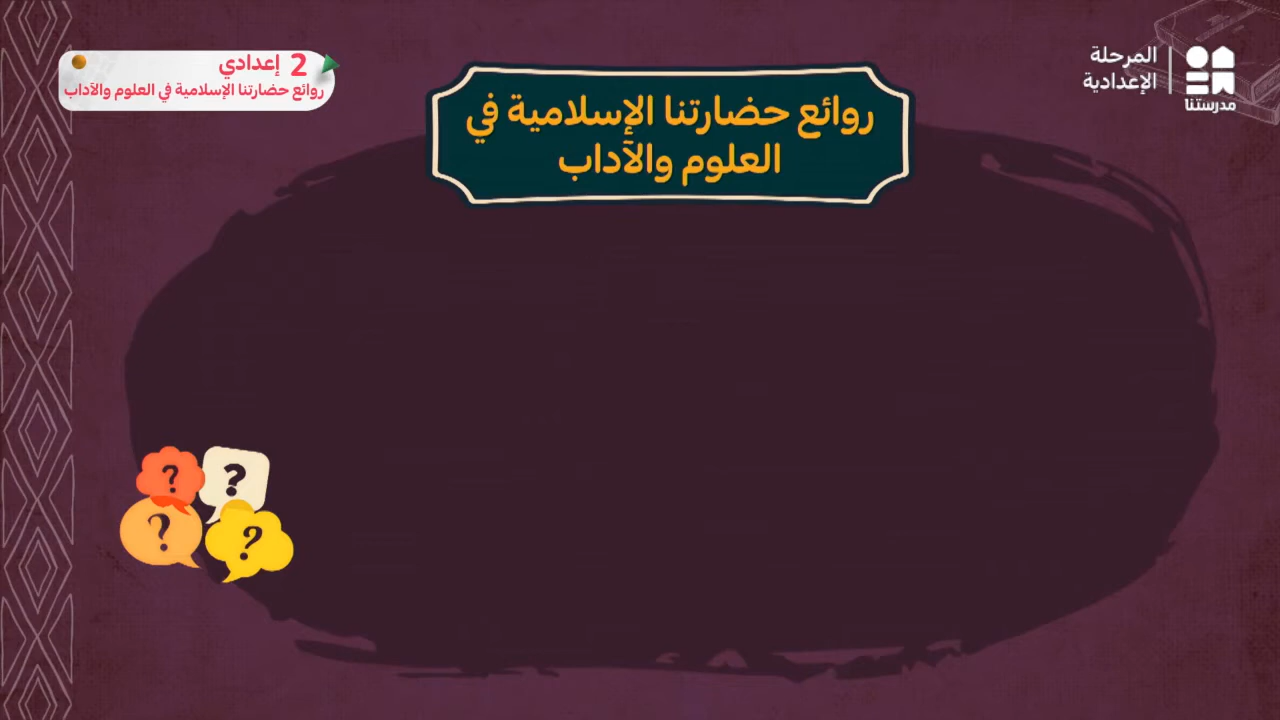 المرحلة
الإعدادية
مدرستنا
2 إعدادي
روائع حضارتنا الإسلامية في العلوم والآداب
روائع حضارتنا الإسلامية في
العلوم والآداب
?
?
?
?